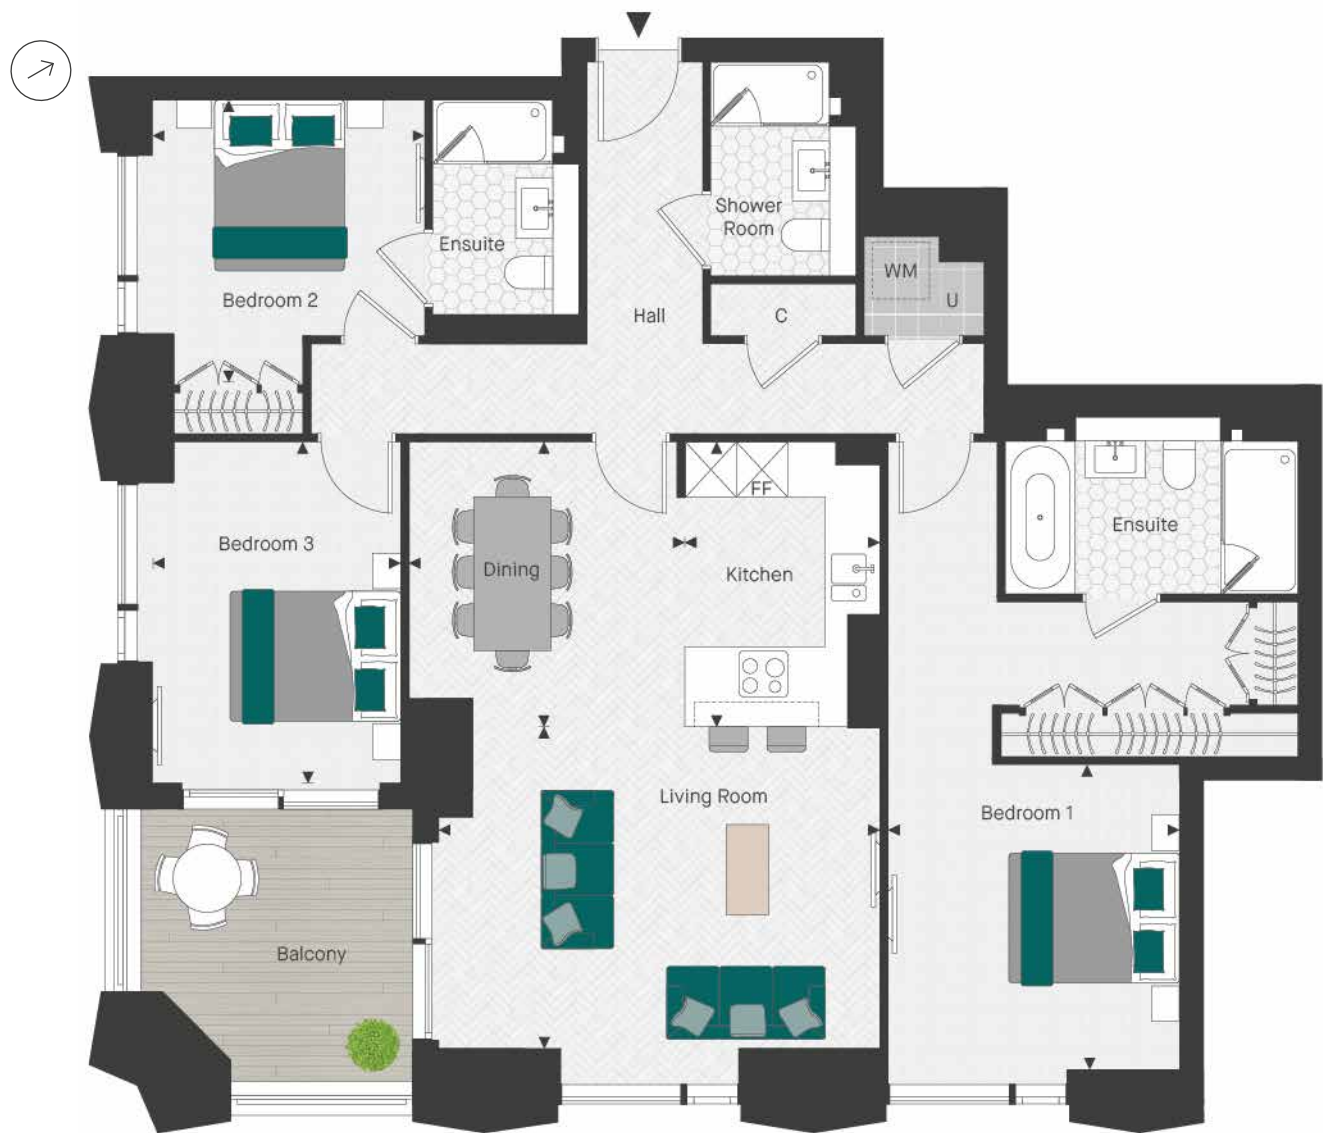 Shower
Room
Ensuite
WM
Bedroom 2
U
Hall
C
FF
Ensuite
Bedroom 3
Dining
Kitchen
Living Room
Bedroom 1
Balcony